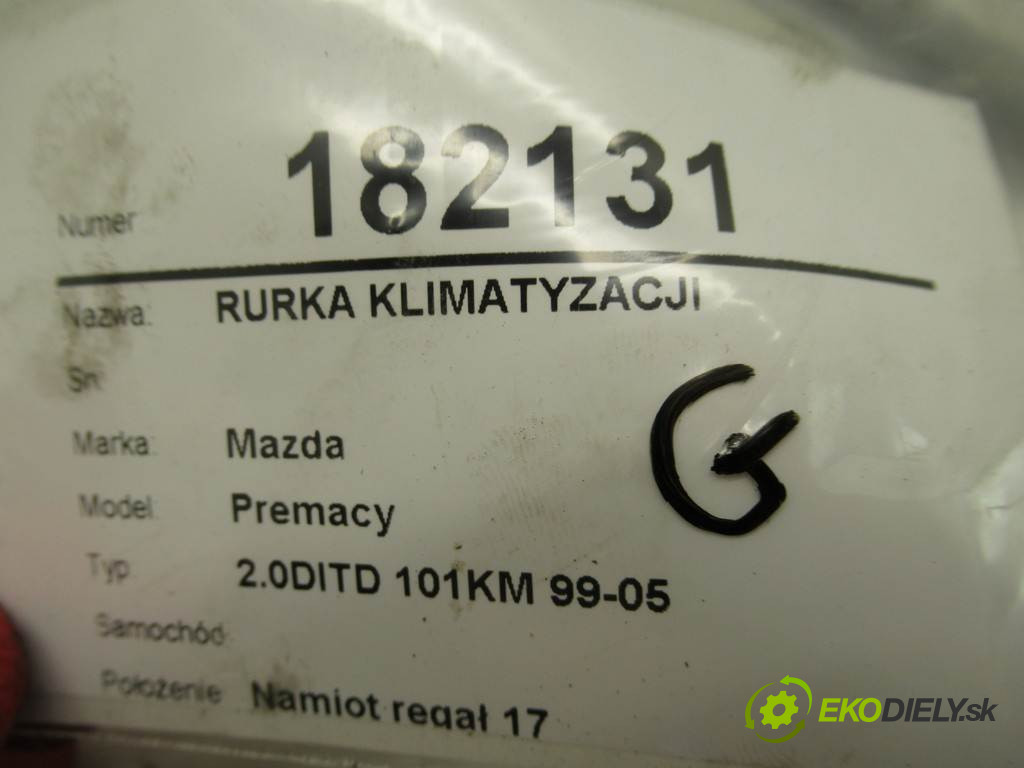 Numer 182131
Nazwa: RURKA KLIMATYZACJI
Sn:
Marka: Mazda
G
Model: Premacy
Typ 2.0DITD 101KM 99-05
Samochód:
Położenie Namiot regał 17
EKODIELY.sk